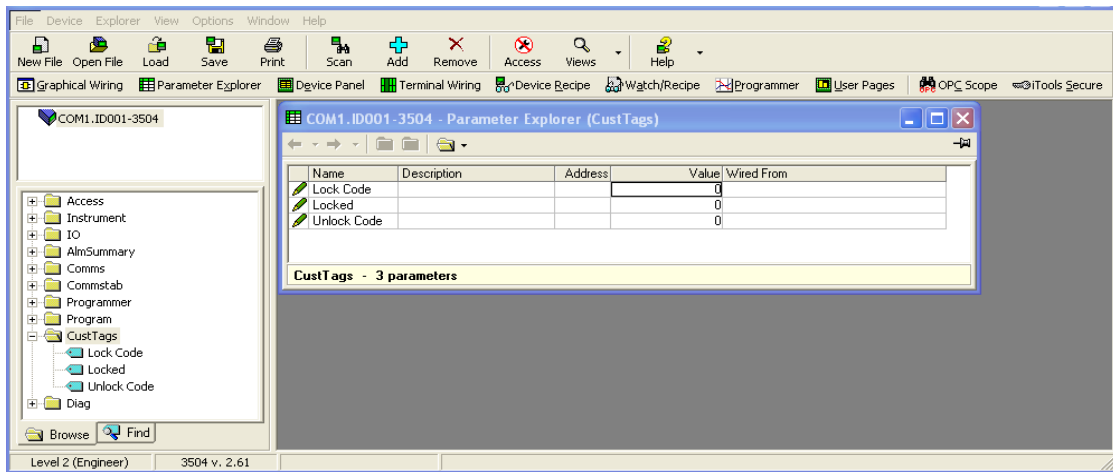 File Device Explorer View Options Window Help
New File Open File Load Save Print Scan Add Remove Access Views Help
Graphical Wiring Parameter Explorer Device Panel Terminal Wiring Device Recipe Watch/Recipe Programmer User Pages OPC Scope iTools Secure
COM1.ID001-3504
COM1.ID001-3504 - Parameter Explorer (CustTags)
Name Description Address Value Wired From
Lock Code 0
Locked 0
Unlock Code 0
CustTags - 3 parameters
Access
Instrument
IO
AlmSummary
Comms
Commstab
Programmer
Program
CustTags
Lock Code
Locked
Unlock Code
Diag
Browse Find
Level 2 (Engineer) 3504 v. 2.61